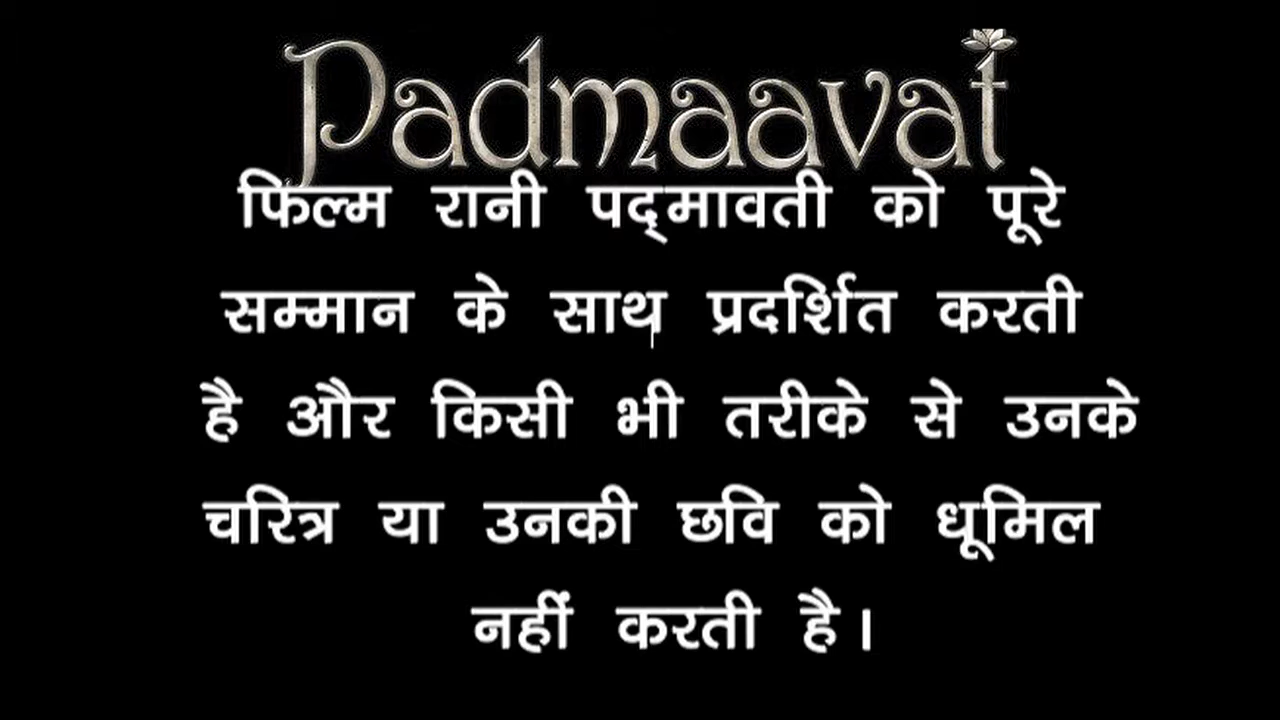 Padmaavat
फिल्म रानी पद्मावती को पूरे
सम्मान के साथ प्रदर्शित करती
है और किसी भी तरीके से उनके
चरित्र या उनकी छवि को धूमिल
नहीं करती है।